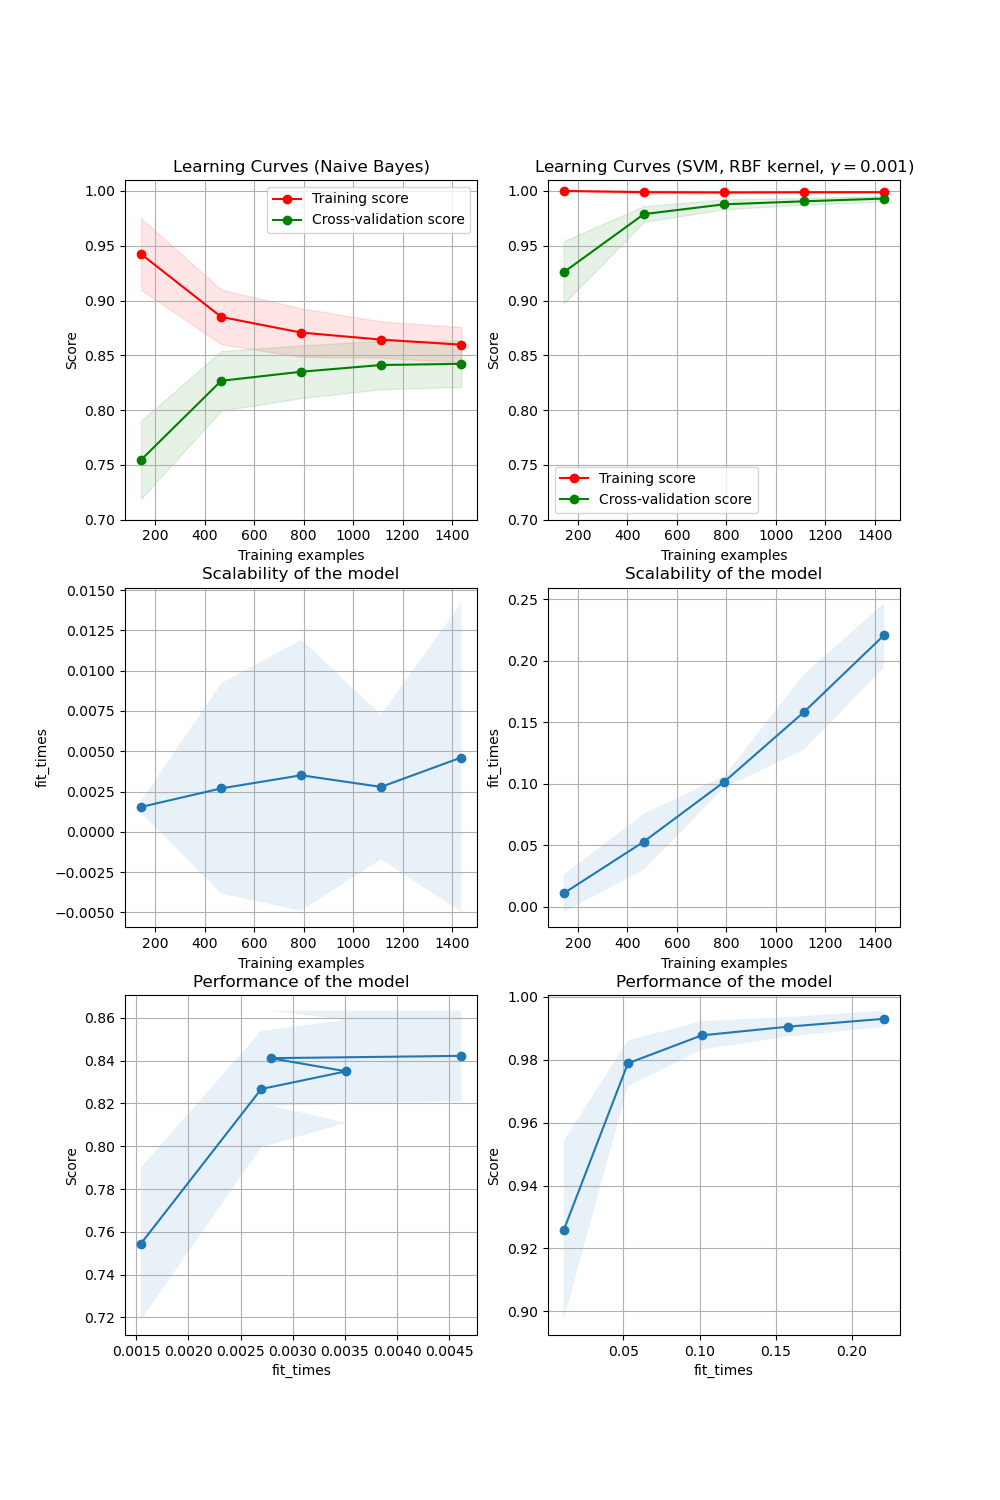 Learning Curves (Naive Bayes)
1.00
0.95
0.90
0.85
0.80
0.75
0.70
Score
Training score
Cross-validation score
200 400 600 800 1000 1200 1400
Training examples
Learning Curves (SVM, RBF kernel, γ = 0.001)
1.00
0.95
0.90
0.85
0.80
0.75
0.70
Score
Training score
Cross-validation score
200 400 600 800 1000 1200 1400
Training examples
Scalability of the model
0.0150
0.0125
0.0100
0.0075
0.0050
0.0025
0.0000
−0.0025
−0.0050
fit_times
200 400 600 800 1000 1200 1400
Training examples
Scalability of the model
0.25
0.20
0.15
0.10
0.05
0.00
fit_times
200 400 600 800 1000 1200 1400
Training examples
Performance of the model
0.86
0.84
0.82
0.80
0.78
0.76
0.74
0.72
Score
0.0015 0.0020 0.0025 0.0030 0.0035 0.0040 0.0045
fit_times
Performance of the model
1.00
0.98
0.96
0.94
0.92
0.90
Score
0.05 0.10 0.15 0.20
fit_times